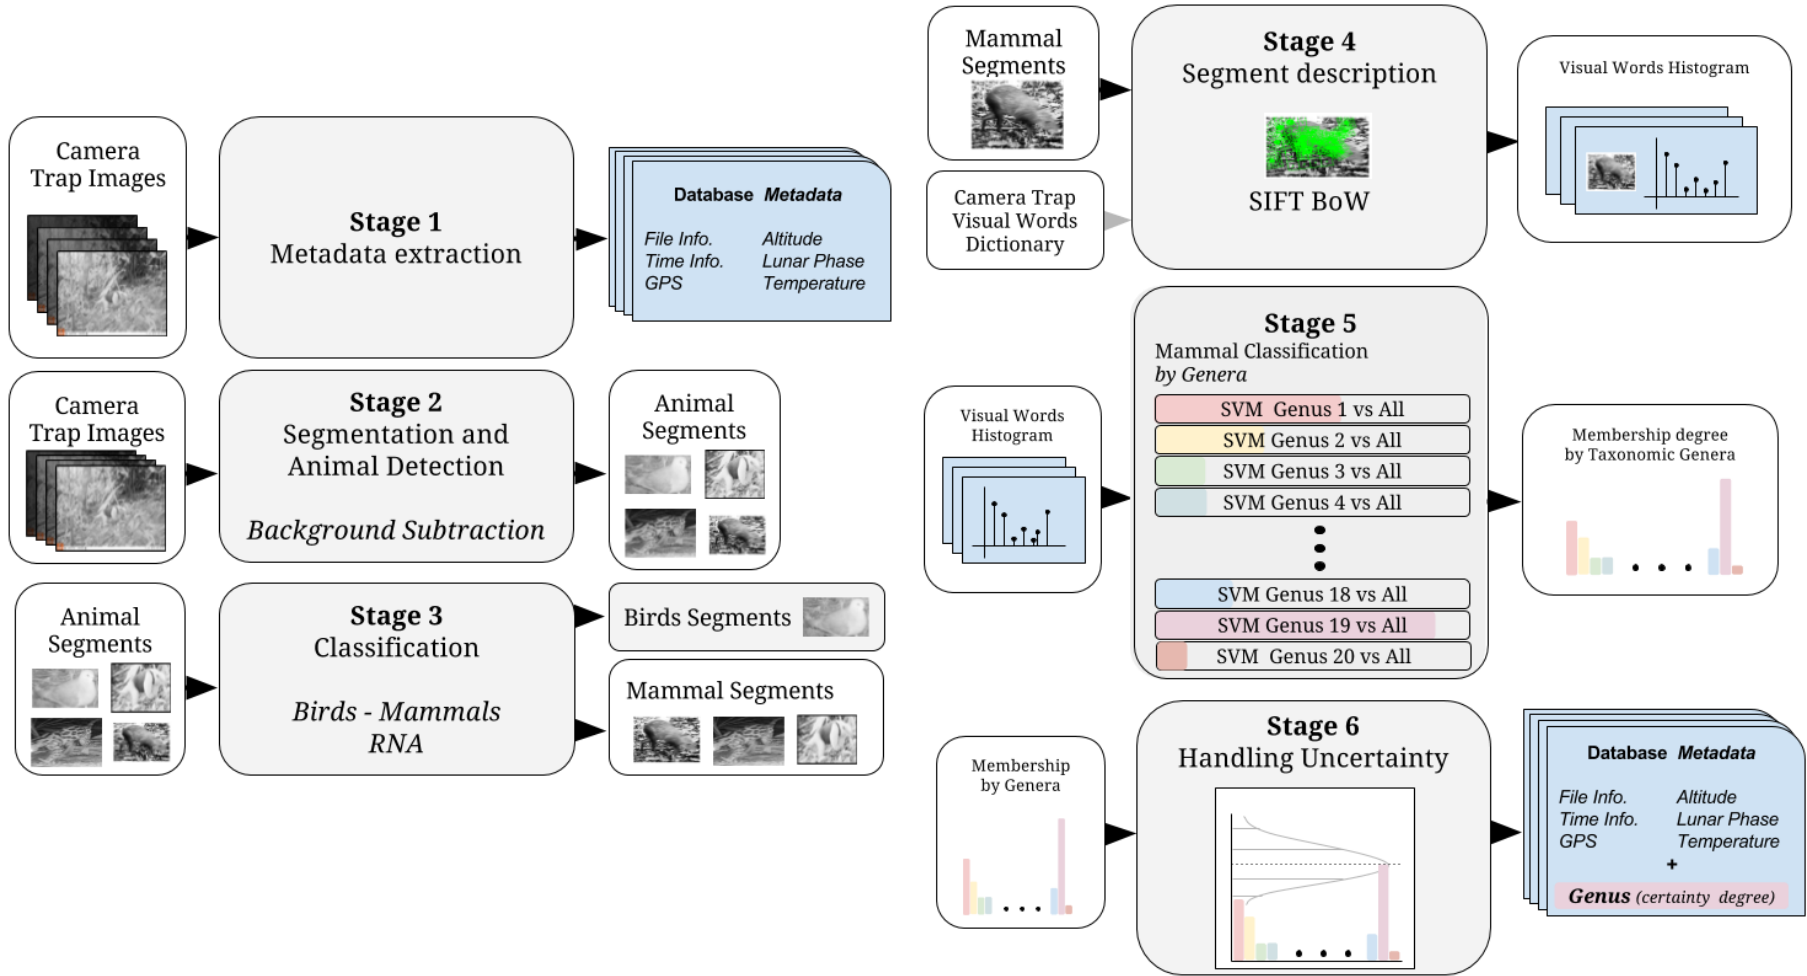 Camera
Trap Images
Stage 1
Metadata extraction
Database Metadata
File Info. Altitude
Time Info. Lunar Phase
GPS Temperature
Camera
Trap Images
Stage 2
Segmentation and
Animal Detection
Background Subtraction
Animal
Segments
Animal
Segments
Stage 3
Classification
Birds - Mammals
RNA
Birds Segments
Mammal Segments
Mammal
Segments
Camera Trap
Visual Words
Dictionary
Stage 4
Segment description
SIFT BoW
Visual Words Histogram
Visual Words
Histogram
Stage 5
Mammal Classification
by Genera
SVM Genus 1 vs All
SVM Genus 2 vs All
SVM Genus 3 vs All
SVM Genus 4 vs All
SVM Genus 18 vs All
SVM Genus 19 vs All
SVM Genus 20 vs All
Membership degree
by Taxonomic Genera
Membership
by Genera
Stage 6
Handling Uncertainty
Database Metadata
File Info. Altitude
Time Info. Lunar Phase
GPS Temperature
+
Genus (certainty degree)